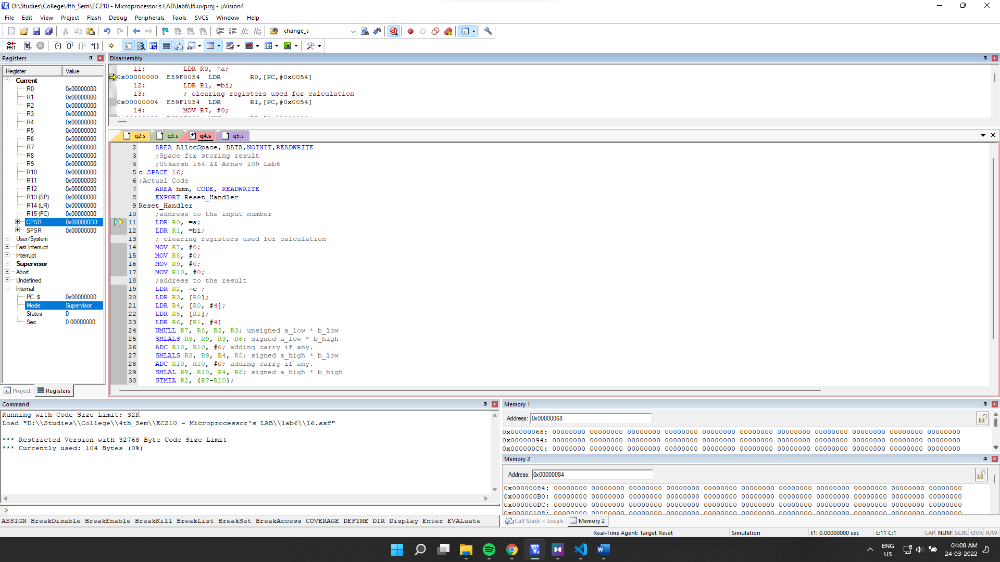 D:\Studies\College\4th_Sem\EC210 - Microprocessor's LAB\lab6\l6.uvproj - µVision4
File Edit View Project Flash Debug Peripherals Tools SVCS Window Help
change_s
RST
Registers
Register Value
Current
R0 0x00000000
R1 0x00000000
R2 0x00000000
R3 0x00000000
R4 0x00000000
R5 0x00000000
R6 0x00000000
R7 0x00000000
R8 0x00000000
R9 0x00000000
R10 0x00000000
R11 0x00000000
R12 0x00000000
R13 (SP) 0x00000000
R14 (LR) 0x00000000
R15 (PC) 0x00000000
CPSR 0x000000D3
SPSR 0x00000000
User/System
Fast Interrupt
Interrupt
Supervisor
Abort
Undefined
Internal
PC $ 0x00000000
Mode Supervisor
States 0
Sec 0.00000000
Project Registers
Disassembly
11: LDR R0, =a;
0x00000000 E59F0054 LDR R0,[PC,#0x0054]
12: LDR R1, =bi;
13: ; clearing registers used for calculation
0x00000004 E59F1054 LDR R1,[PC,#0x0054]
14: MOV R7, #0;
q2.s q3.s q4.s q5.s
2 AREA AllocSpace, DATA,NOINIT,READWRITE
3 ;Space for storing result
4 ;Utkarsh 164 && Arnav 109 Lab6
5 c SPACE 16;
6 ;Actual Code
7 AREA hmm, CODE, READWRITE
8 EXPORT Reset_Handler
9 Reset_Handler
10 ;address to the input number
11 LDR R0, =a;
12 LDR R1, =bi;
13 ; clearing registers used for calculation
14 MOV R7, #0;
15 MOV R8, #0;
16 MOV R9, #0;
17 MOV R10, #0;
18 ;address to the result
19 LDR R2, =c ;
20 LDR R3, [R0];
21 LDR R4, [R0, #4];
22 LDR R5, [R1];
23 LDR R6, [R1, #4]
24 UMULL R7, R8, R5, R3; unsigned a_low * b_low
25 SMLALS R8, R9, R3, R6; signed a_low * b_high
26 ADC R10, R10, #0; adding carry if any.
27 SMLALS R8, R9, R4, R5; signed a_high * b_low
28 ADC R10, R10, #0; adding carry if any.
29 SMLAL R9, R10, R4, R6; signed a_high * b_high
30 STMIA R2, {R7-R10};
Command
Running with Code Size Limit: 32K
Load "D:\\Studies\\College\\4th_Sem\\EC210 - Microprocessor's LAB\\lab6\\l6.axf"
*** Restricted Version with 32768 Byte Code Size Limit
*** Currently used: 104 Bytes (0%)
>
ASSIGN BreakDisable BreakEnable BreakKill BreakList BreakSet BreakAccess COVERAGE DEFINE DIR Display Enter EVALuate
Memory 1
Address: 0x00000068
0x00000068: 00000000 00000000 00000000 00000000 00000000 00000000 00000000 00000000 00000000 00000000 00000000
0x00000094: 00000000 00000000 00000000 00000000 00000000 00000000 00000000 00000000 00000000 00000000 00000000
0x000000C0: 00000000 00000000 00000000 00000000 00000000 00000000 00000000 00000000 00000000 00000000 00000000
Memory 2
Address: 0x00000084
0x00000084: 00000000 00000000 00000000 00000000 00000000 00000000 00000000 00000000 00000000 00000000 00000000
0x000000B0: 00000000 00000000 00000000 00000000 00000000 00000000 00000000 00000000 00000000 00000000 00000000
0x000000DC: 00000000 00000000 00000000 00000000 00000000 00000000 00000000 00000000 00000000 00000000 00000000
0x00000108: 00000000 00000000 00000000 00000000 00000000 00000000 00000000 00000000 00000000 00000000 00000000
Call Stack + Locals Memory 2
Real-Time Agent: Target Reset Simulation t1: 0.00000000 sec L:11 C:1 CAP NUM SCRL OVR R/W
ENG
US
04:08 AM
24-03-2022